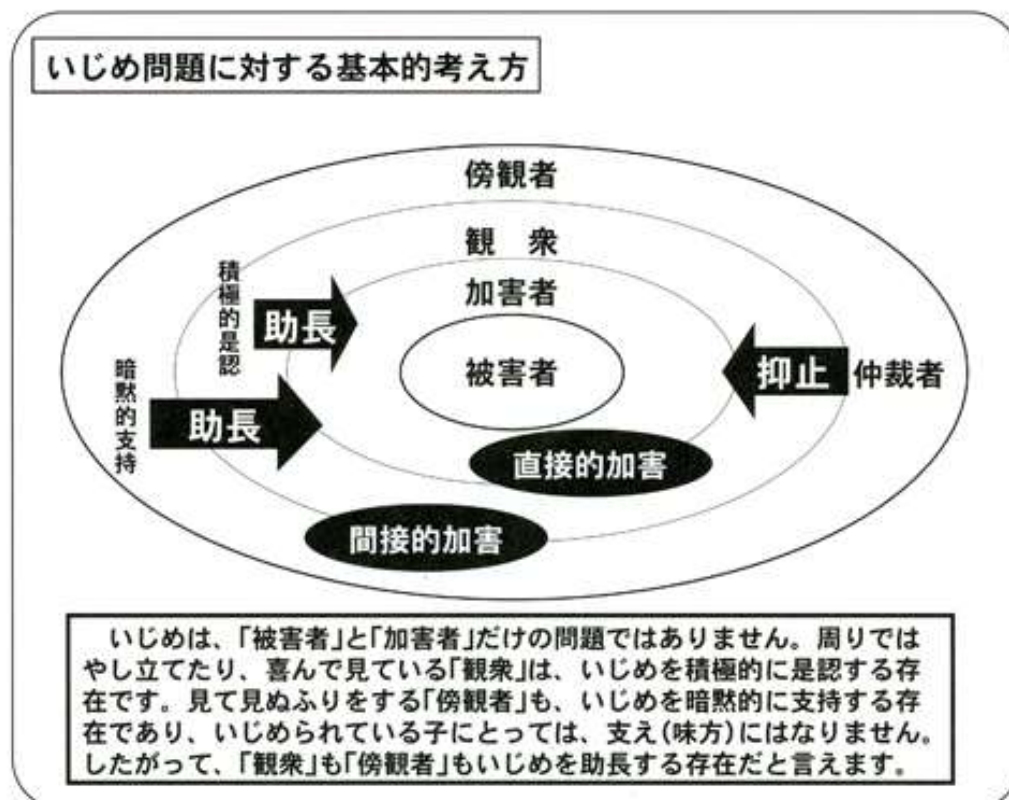 いじめ問題に対する基本的考え方
傍観者
観　衆
積極的是認
加害者
助長
被害者
抑止
仲裁者
暗黙的支持
助長
直接的加害
間接的加害
　いじめは、「被害者」と「加害者」だけの問題ではありません。周りでは
やし立てたり、喜んで見ている「観衆」は、いじめを積極的に是認する存
在です。見て見ぬふりをする「傍観者」も、いじめを暗黙的に支持する存
在であり、いじめられている子にとっては、支え(味方)にはなりません。
したがって、「観衆」も「傍観者」もいじめを助長する存在だと言えます。